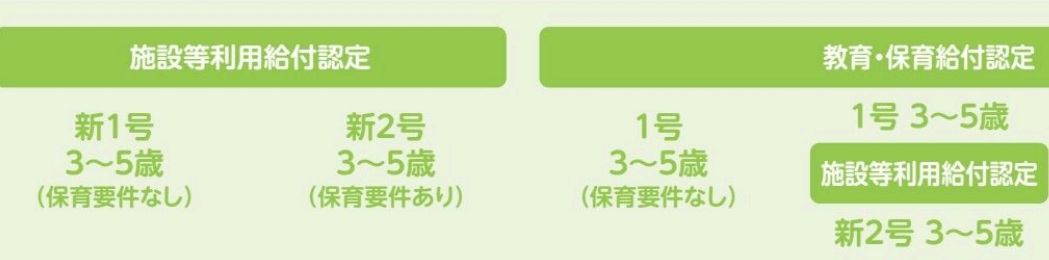 施設等利用給付認定
教育・保育給付認定
新1号
3〜5歳
(保育要件なし)
新2号
3〜5歳
(保育要件あり)
1号
3〜5歳
(保育要件なし)
1号 3〜5歳
施設等利用給付認定
新2号 3〜5歳